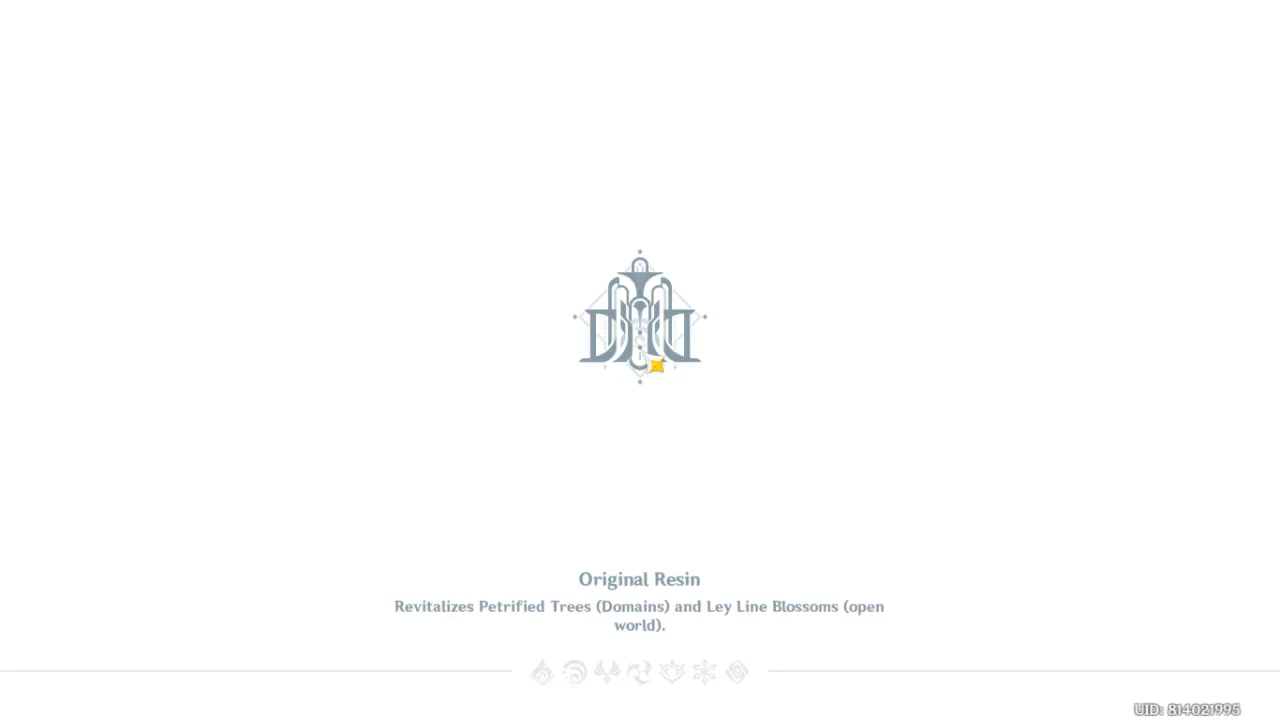 Original Resin
Revitalizes Petrified Trees (Domains) and Ley Line Blossoms (open
world).
UID: 814021995